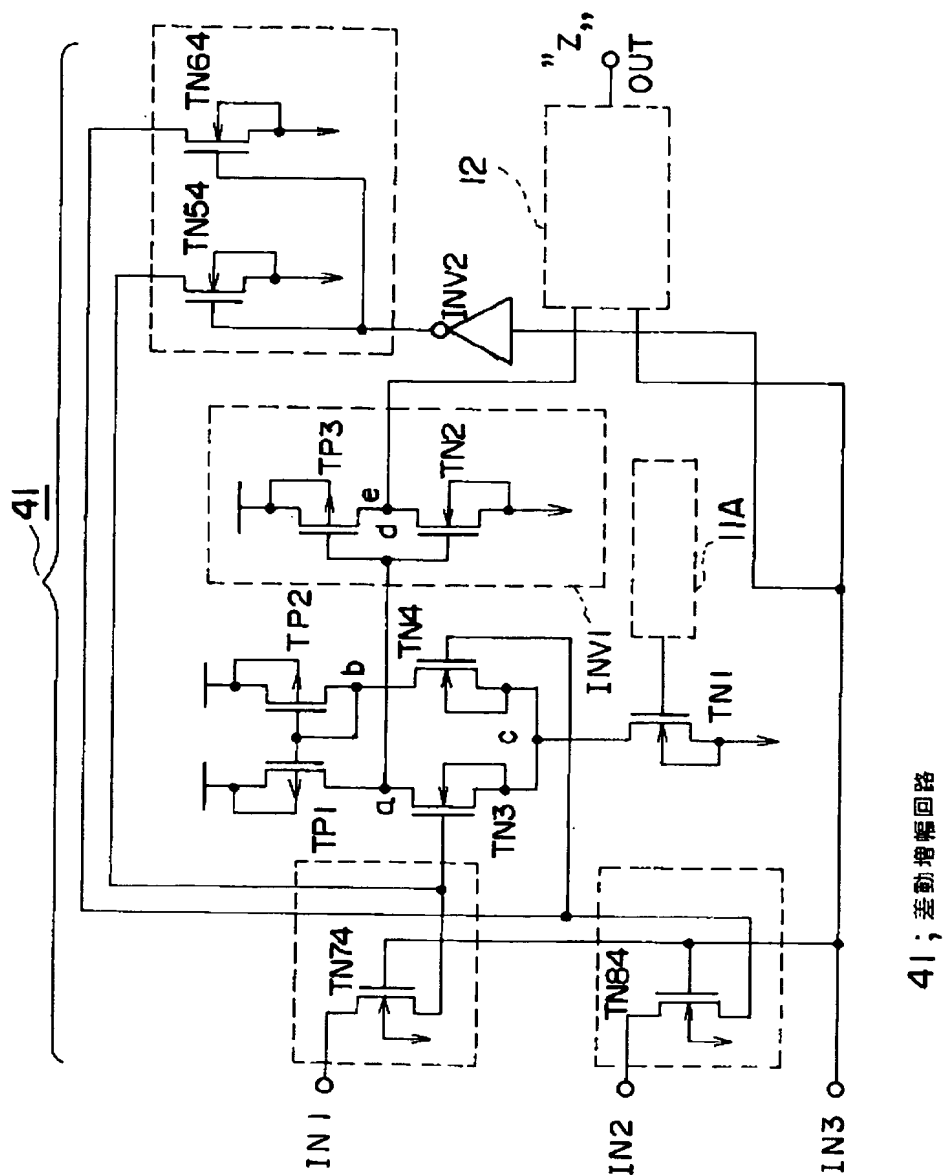 41
TN54
TN64
INV2
12
"Z"
OUT
TP1
TP2
TP3
a
b
c
d
e
TN2
TN3
TN4
INV1
11A
TN1
TN74
TN84
IN1
IN2
IN3
41;差動増幅回路